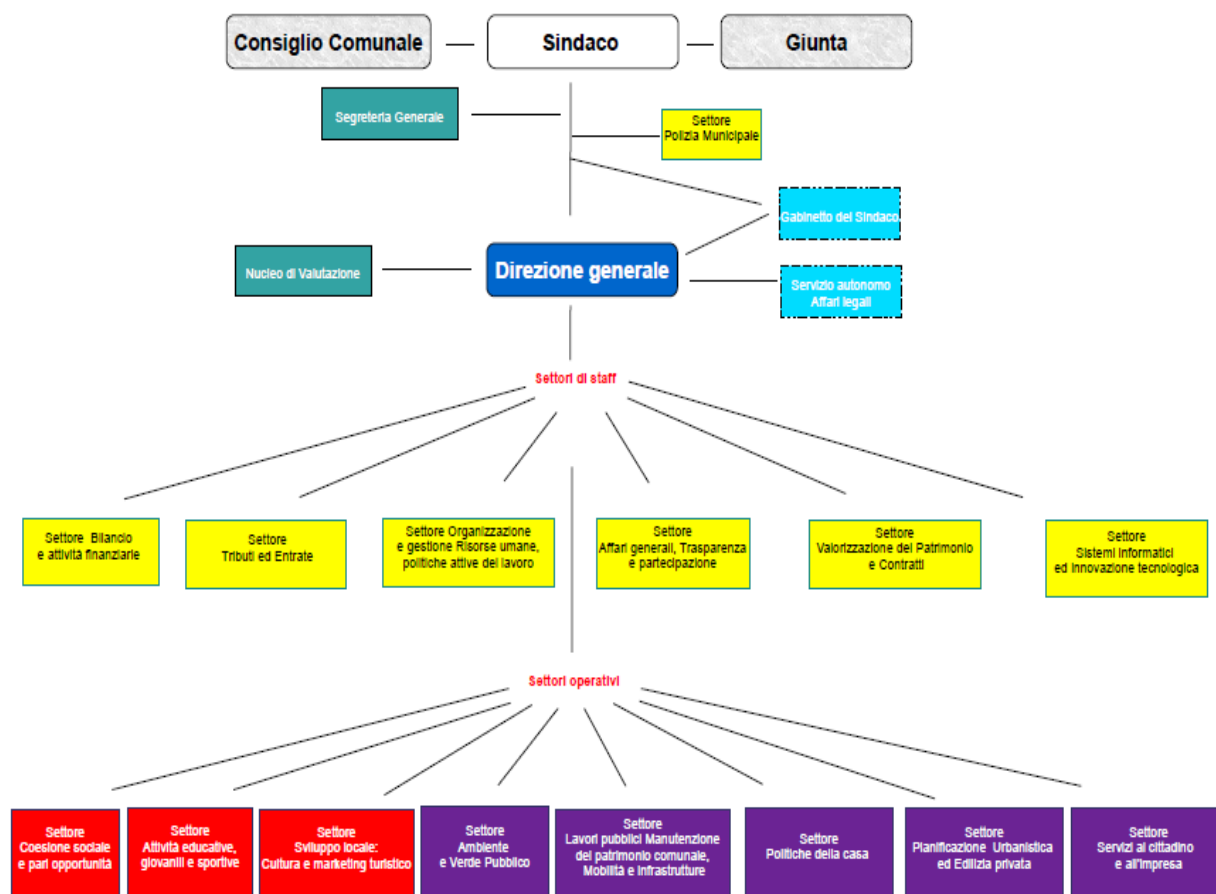 Consiglio Comunale
Sindaco
Giunta
Segreteria Generale
Settore
Polizia Municipale
Gabinetto del Sindaco
Nucleo di Valutazione
Direzione generale
Servizio autonomo
Affari legali
Settori di staff
Settore Bilancio
e attività finanziarie
Settore
Tributi ed Entrate
Settore Organizzazione
e gestione Risorse umane,
politiche attive del lavoro
Settore
Affari generali, Trasparenza
e partecipazione
Settore
Valorizzazione del Patrimonio
e Contratti
Settore
Sistemi informatici
ed innovazione tecnologica
Settori operativi
Settore
Coesione sociale
e pari opportunità
Settore
Attività educative,
giovanili e sportive
Settore
Sviluppo locale:
Cultura e marketing turistico
Settore
Ambiente
e Verde Pubblico
Settore
Lavori pubblici Manutenzione
del patrimonio comunale,
Mobilità e Infrastrutture
Settore
Politiche della casa
Settore
Pianificazione Urbanistica
ed Edilizia privata
Settore
Servizi al cittadino
e all'impresa